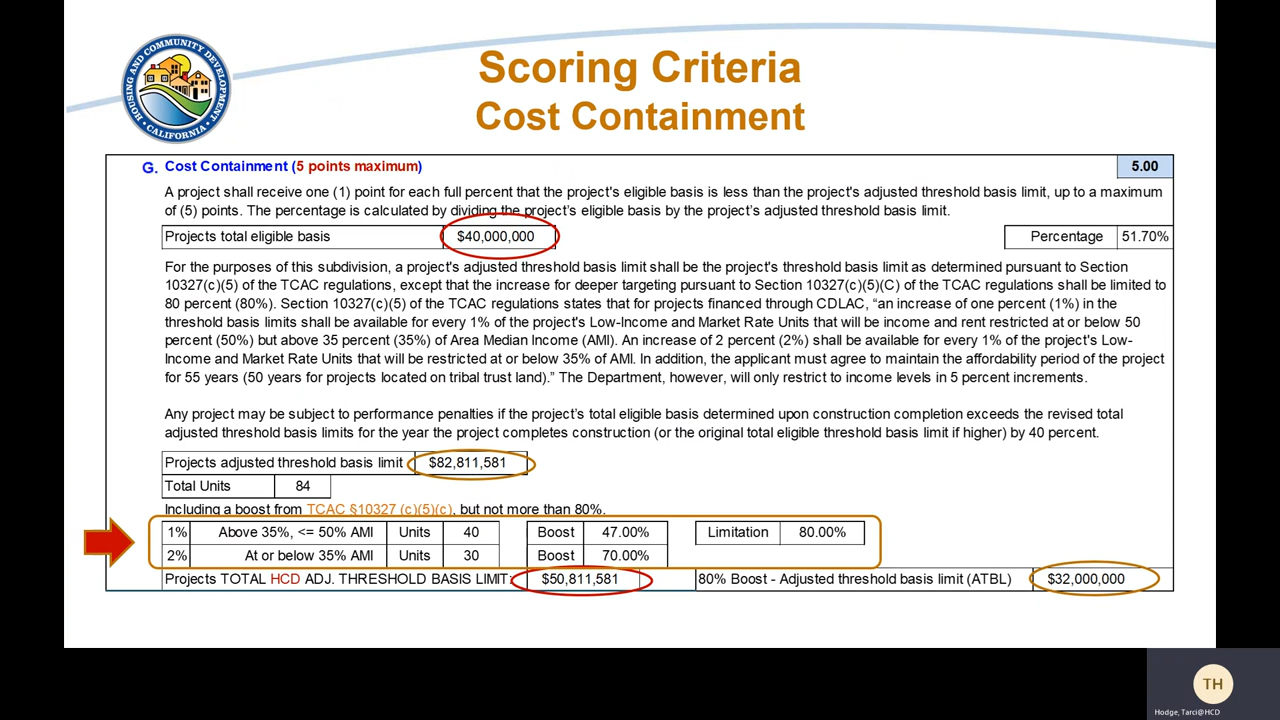 HOUSING AND COMMUNITY DEVELOPMENT
• CALIFORNIA •
Scoring Criteria
Cost Containment
G. Cost Containment (5 points maximum) 5.00
A project shall receive one (1) point for each full percent that the project's eligible basis is less than the project's adjusted threshold basis limit, up to a maximum
of (5) points. The percentage is calculated by dividing the project's eligible basis by the project's adjusted threshold basis limit.
Projects total eligible basis $40,000,000 Percentage 51.70%
For the purposes of this subdivision, a project's adjusted threshold basis limit shall be the project's threshold basis limit as determined pursuant to Section
10327(c)(5) of the TCAC regulations, except that the increase for deeper targeting pursuant to Section 10327(c)(5)(C) of the TCAC regulations shall be limited to
80 percent (80%). Section 10327(c)(5) of the TCAC regulations states that for projects financed through CDLAC, “an increase of one percent (1%) in the
threshold basis limits shall be available for every 1% of the project's Low-Income and Market Rate Units that will be income and rent restricted at or below 50
percent (50%) but above 35 percent (35%) of Area Median Income (AMI). An increase of 2 percent (2%) shall be available for every 1% of the project's Low-
Income and Market Rate Units that will be restricted at or below 35% of AMI. In addition, the applicant must agree to maintain the affordability period of the project
for 55 years (50 years for projects located on tribal trust land).” The Department, however, will only restrict to income levels in 5 percent increments.
Any project may be subject to performance penalties if the project’s total eligible basis determined upon construction completion exceeds the revised total
adjusted threshold basis limits for the year the project completes construction (or the original total eligible threshold basis limit if higher) by 40 percent.
Projects adjusted threshold basis limit $82,811,581
Total Units 84
Including a boost from TCAC §10327 (c)(5)(c), but not more than 80%.
1% Above 35%, <= 50% AMI Units 40 Boost 47.00% Limitation 80.00%
2% At or below 35% AMI Units 30 Boost 70.00%
Projects TOTAL HCD ADJ. THRESHOLD BASIS LIMIT: $50,811,581 80% Boost - Adjusted threshold basis limit (ATBL) $32,000,000
TH
Hodge, Tarci@HCD